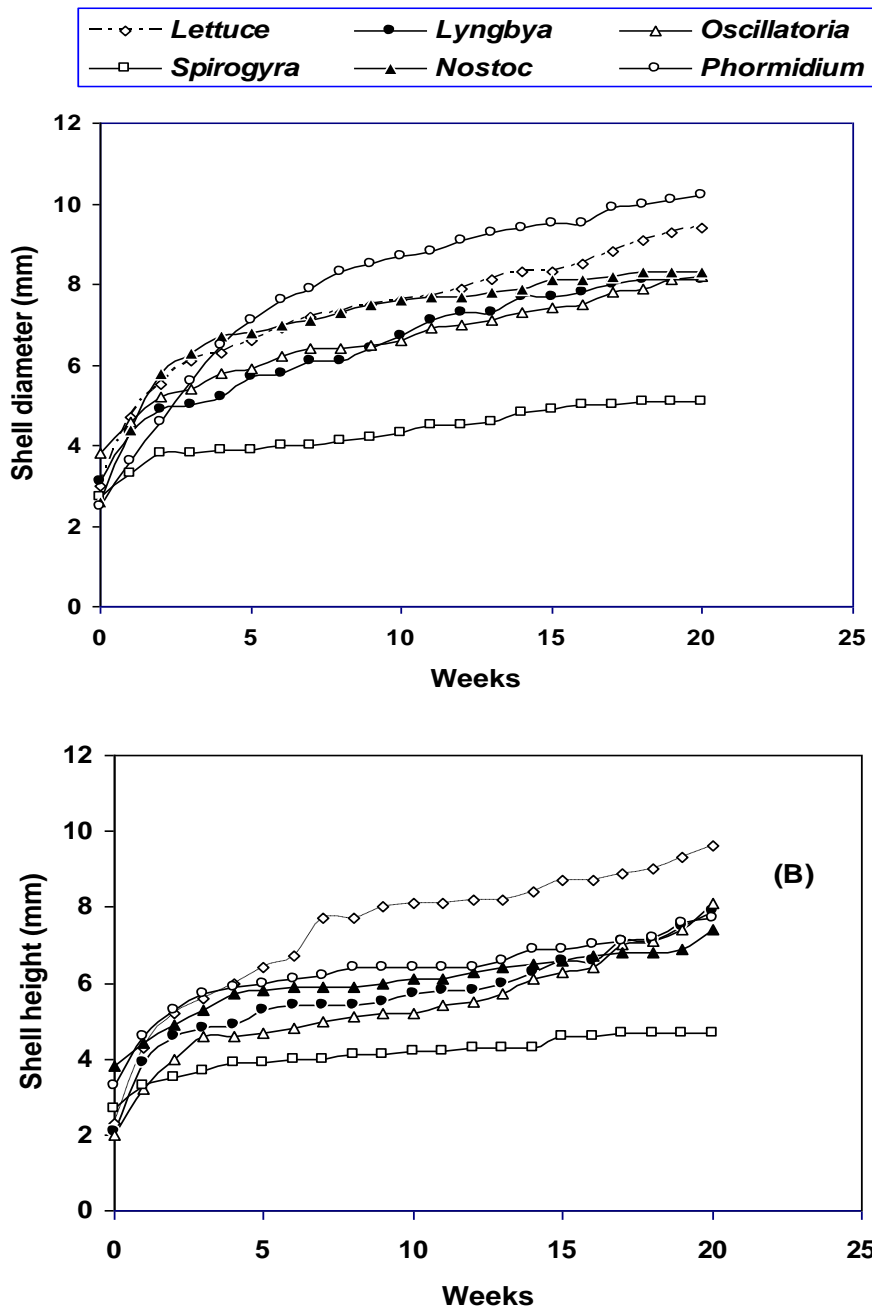 Lettuce Lyngbya Oscillatoria
Spirogyra Nostoc Phormidium
12
10
8
6
4
2
0
Shell diameter (mm)
0 5 10 15 20 25
Weeks
12
10
8
6
4
2
0
Shell height (mm)
(B)
0 5 10 15 20 25
Weeks